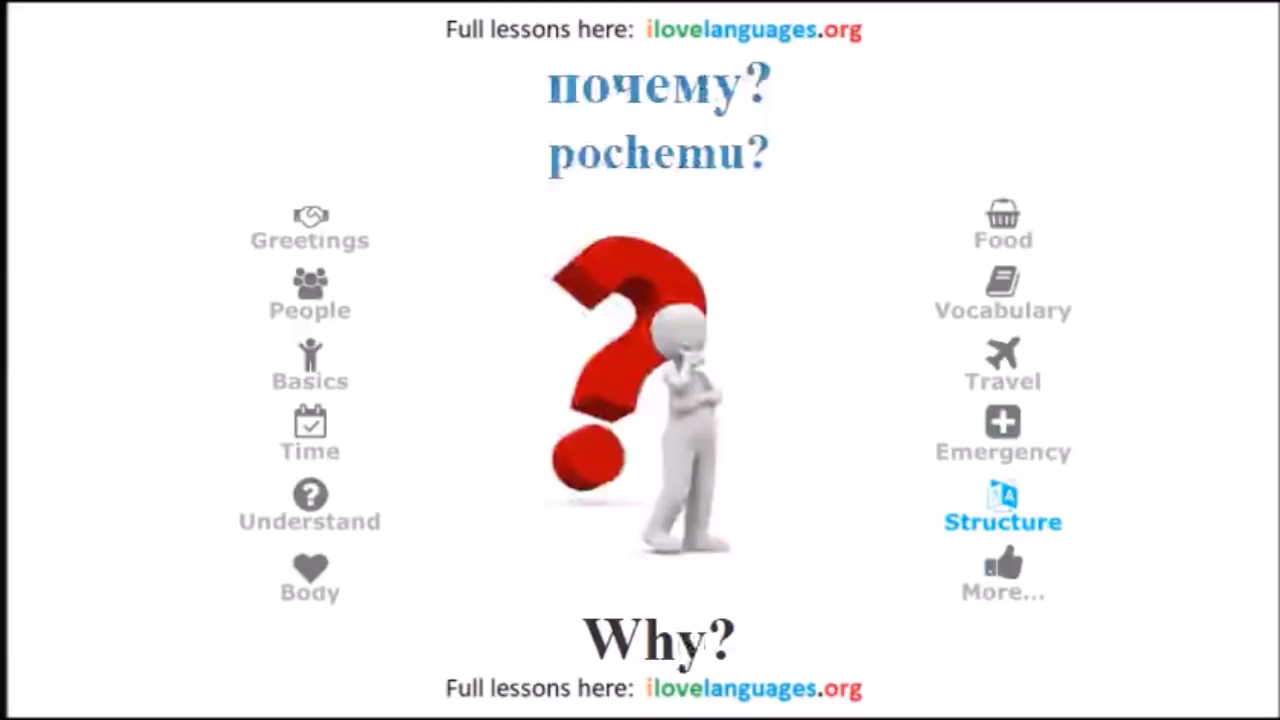 Full lessons here: ilovelanguages.org
почему?
pochemu?
Greetings
People
Basics
Time
Understand
Body
Food
Vocabulary
Travel
Emergency
Structure
More...
Why?
Full lessons here: ilovelanguages.org